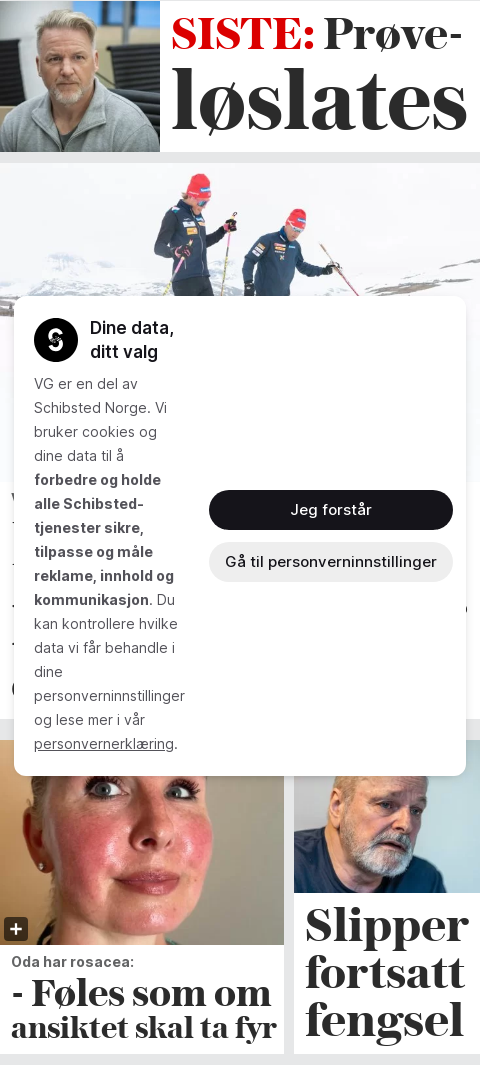 SISTE: Prøve-
løslates
Dine data,
ditt valg
VG er en del av
Schibsted Norge. Vi
bruker cookies og
dine data til å
forbedre og holde
alle Schibsted-
tjenester sikre,
tilpasse og måle
reklame, innhold og
kommunikasjon. Du
kan kontrollere hvilke
data vi får behandle i
dine
personverninnstillinger
og lese mer i vår
personvernerklæring.
Jeg forstår
Gå til personverninnstillinger
Oda har rosacea:
- Føles som om
ansiktet skal ta fyr
Slipper
fortsatt
fengsel